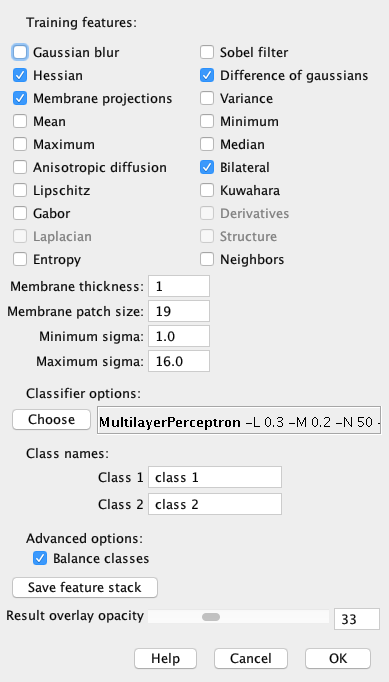 Training features:
Gaussian blur Sobel filter
Hessian Difference of gaussians
Membrane projections Variance
Mean Minimum
Maximum Median
Anisotropic diffusion Bilateral
Lipschitz Kuwahara
Gabor Derivatives
Laplacian Structure
Entropy Neighbors
Membrane thickness: 1
Membrane patch size: 19
Minimum sigma: 1.0
Maximum sigma: 16.0
Classifier options:
Choose MultilayerPerceptron -L 0.3 -M 0.2 -N 50 -
Class names:
Class 1 class 1
Class 2 class 2
Advanced options:
Balance classes
Save feature stack
Result overlay opacity 33
Help Cancel OK